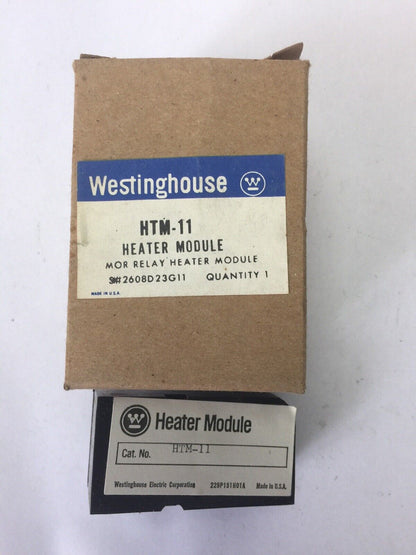 Westinghouse W
HTM-11
HEATER MODULE
MOR RELAY HEATER MODULE
S#: 2608D23G11 QUANTITY 1
MADE IN U.S.A.
W Heater Module
Cat. No. HTM-11
Westinghouse Electric Corporation 229P151H01A Made in U.S.A.